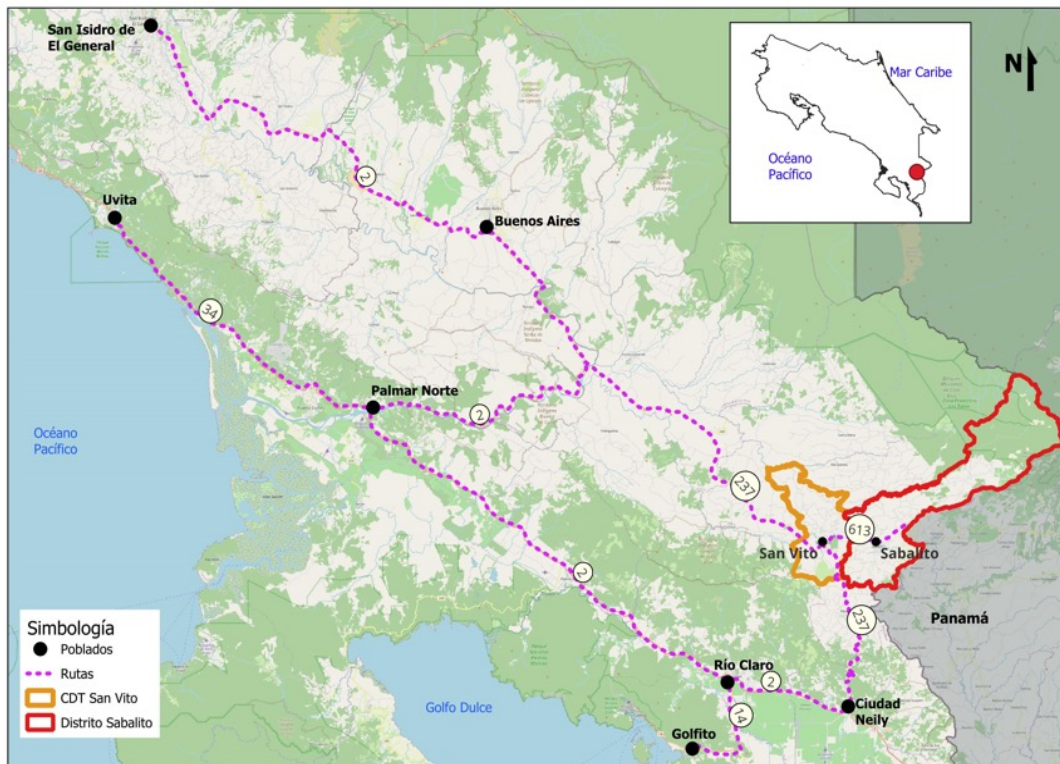 San Isidro de
El General
Mar Caribe
N
Océano
Pacífico
2
Uvita
Buenos Aires
34
Palmar Norte
2
Océano
Pacífico
237
613
San Vito
Sabalito
2
237
Panamá
Simbología
Poblados
Rutas
CDT San Vito
Distrito Sabalito
Río Claro
2
Golfo Dulce
14
Ciudad
Neily
Golfito